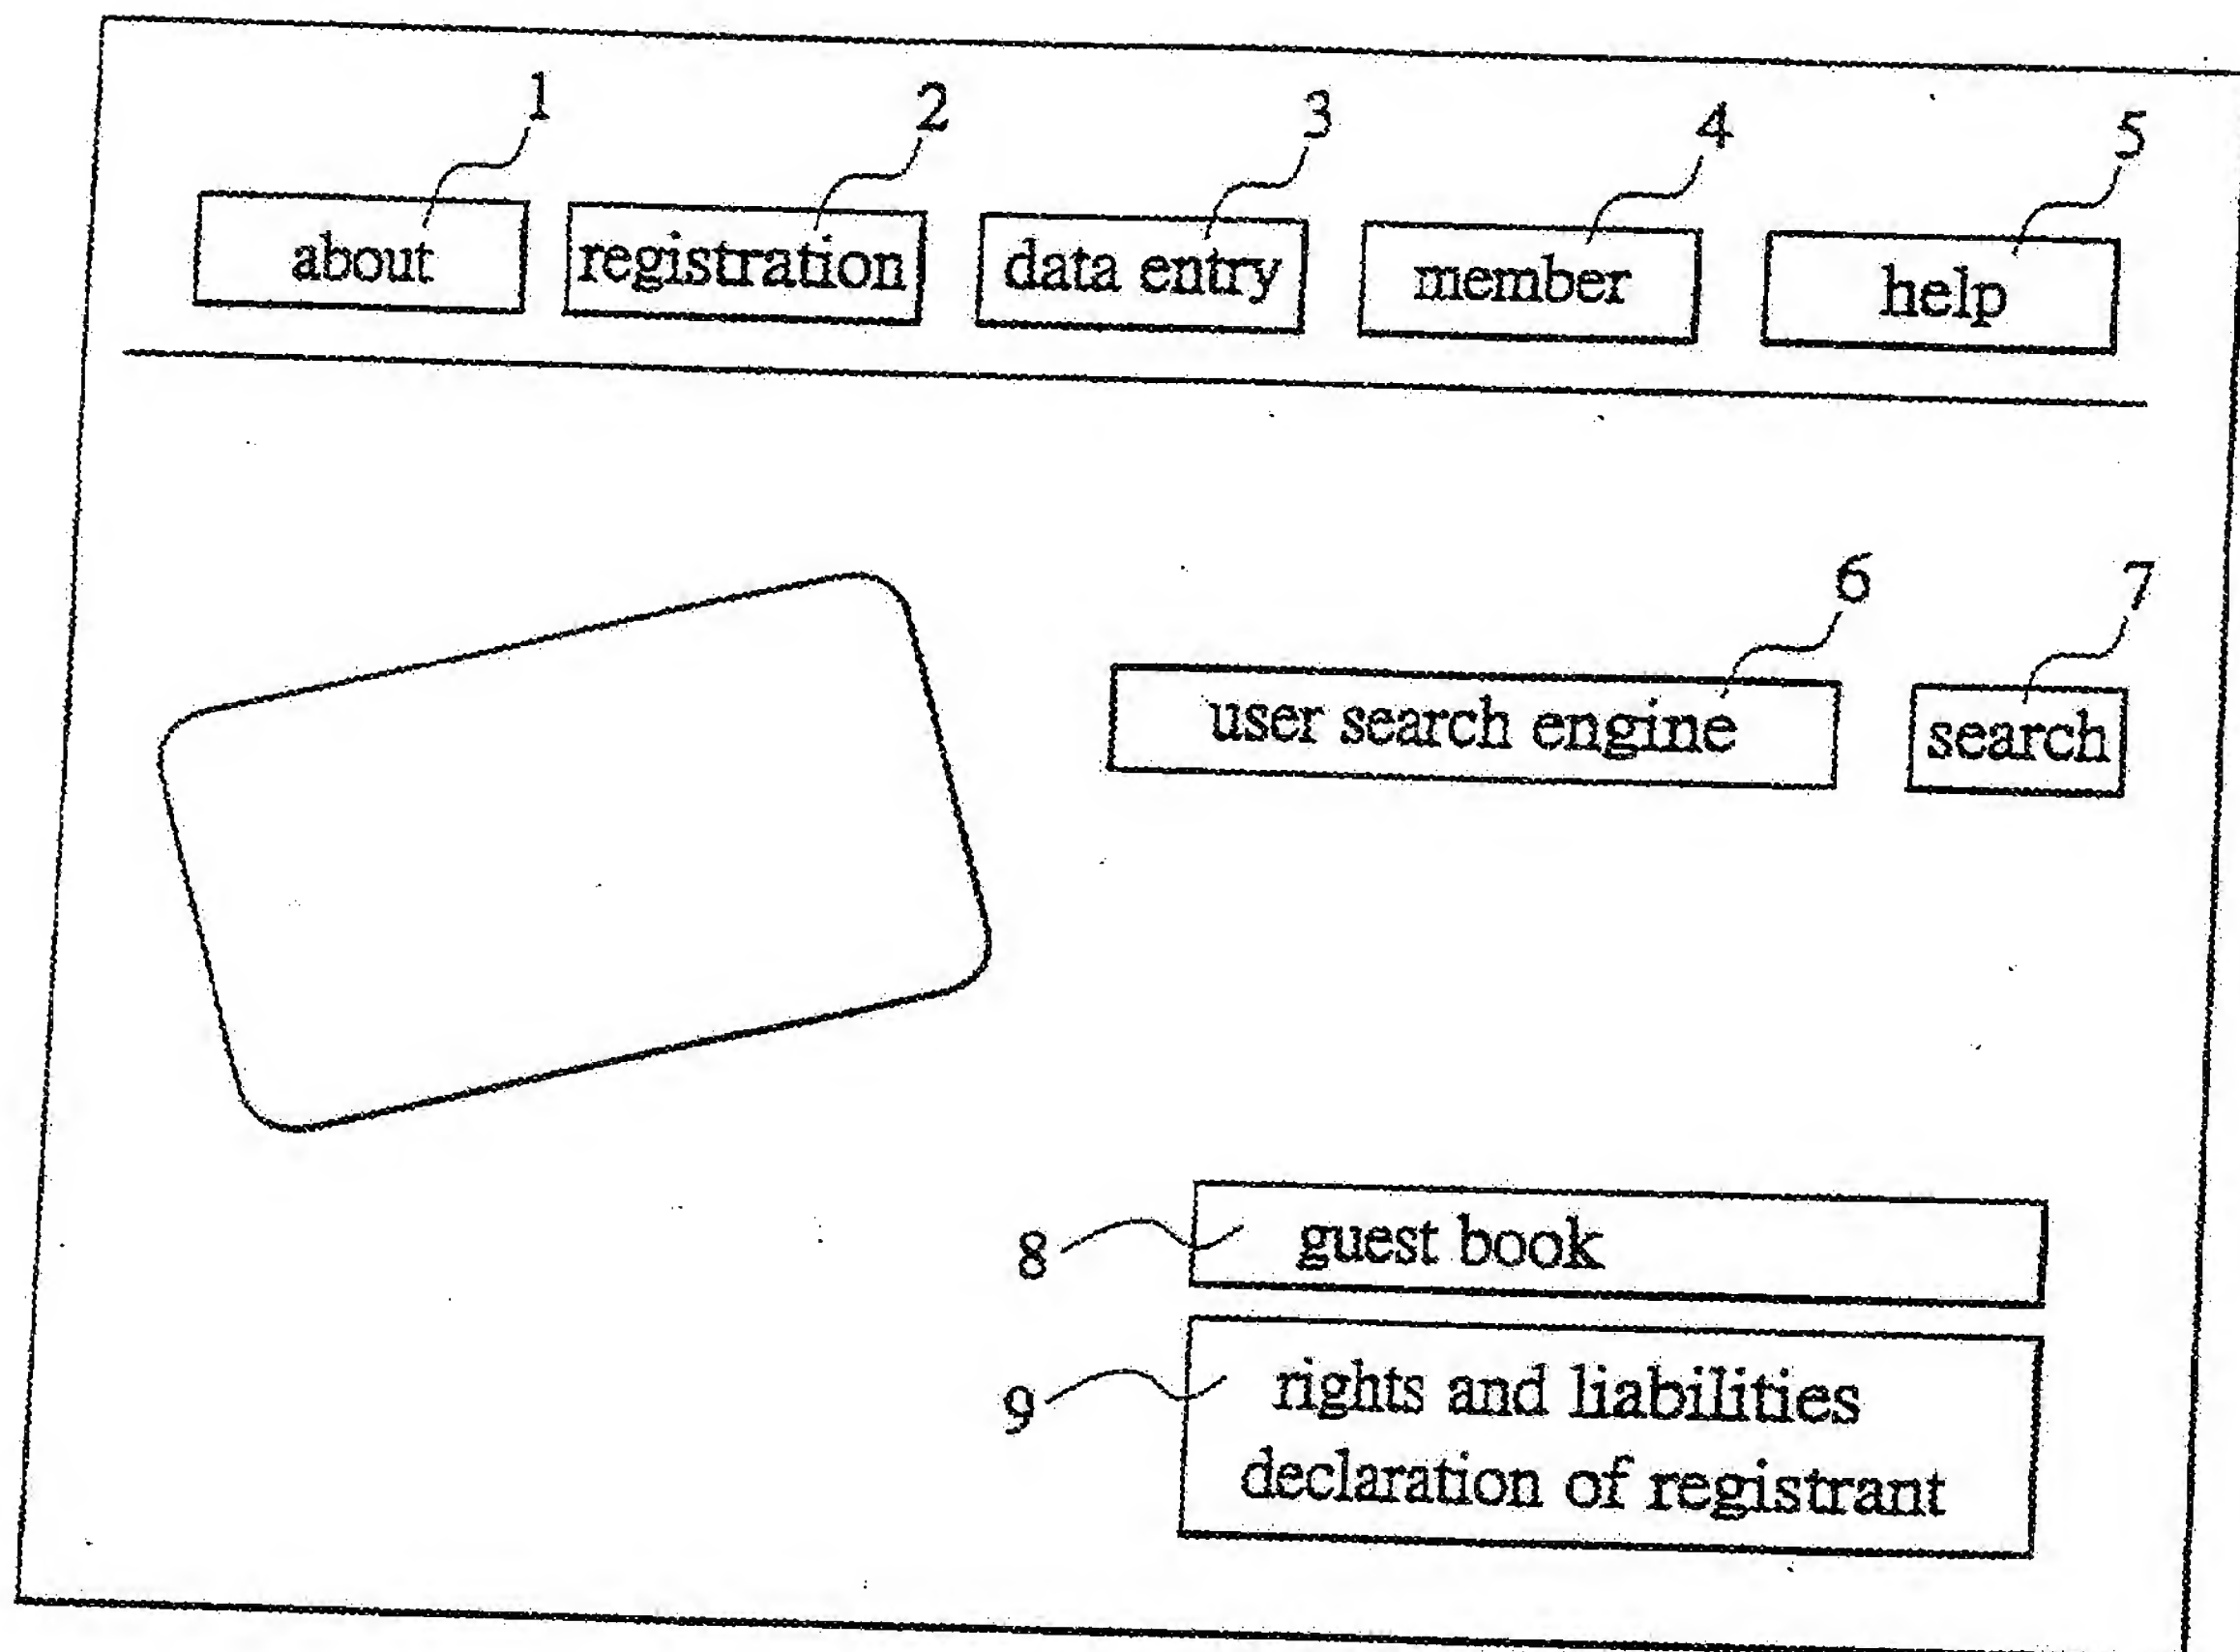 1 2 3 4 5
about registration data entry member help
6 7
user search engine search
8 guest book
9 rights and liabilities
declaration of registrant